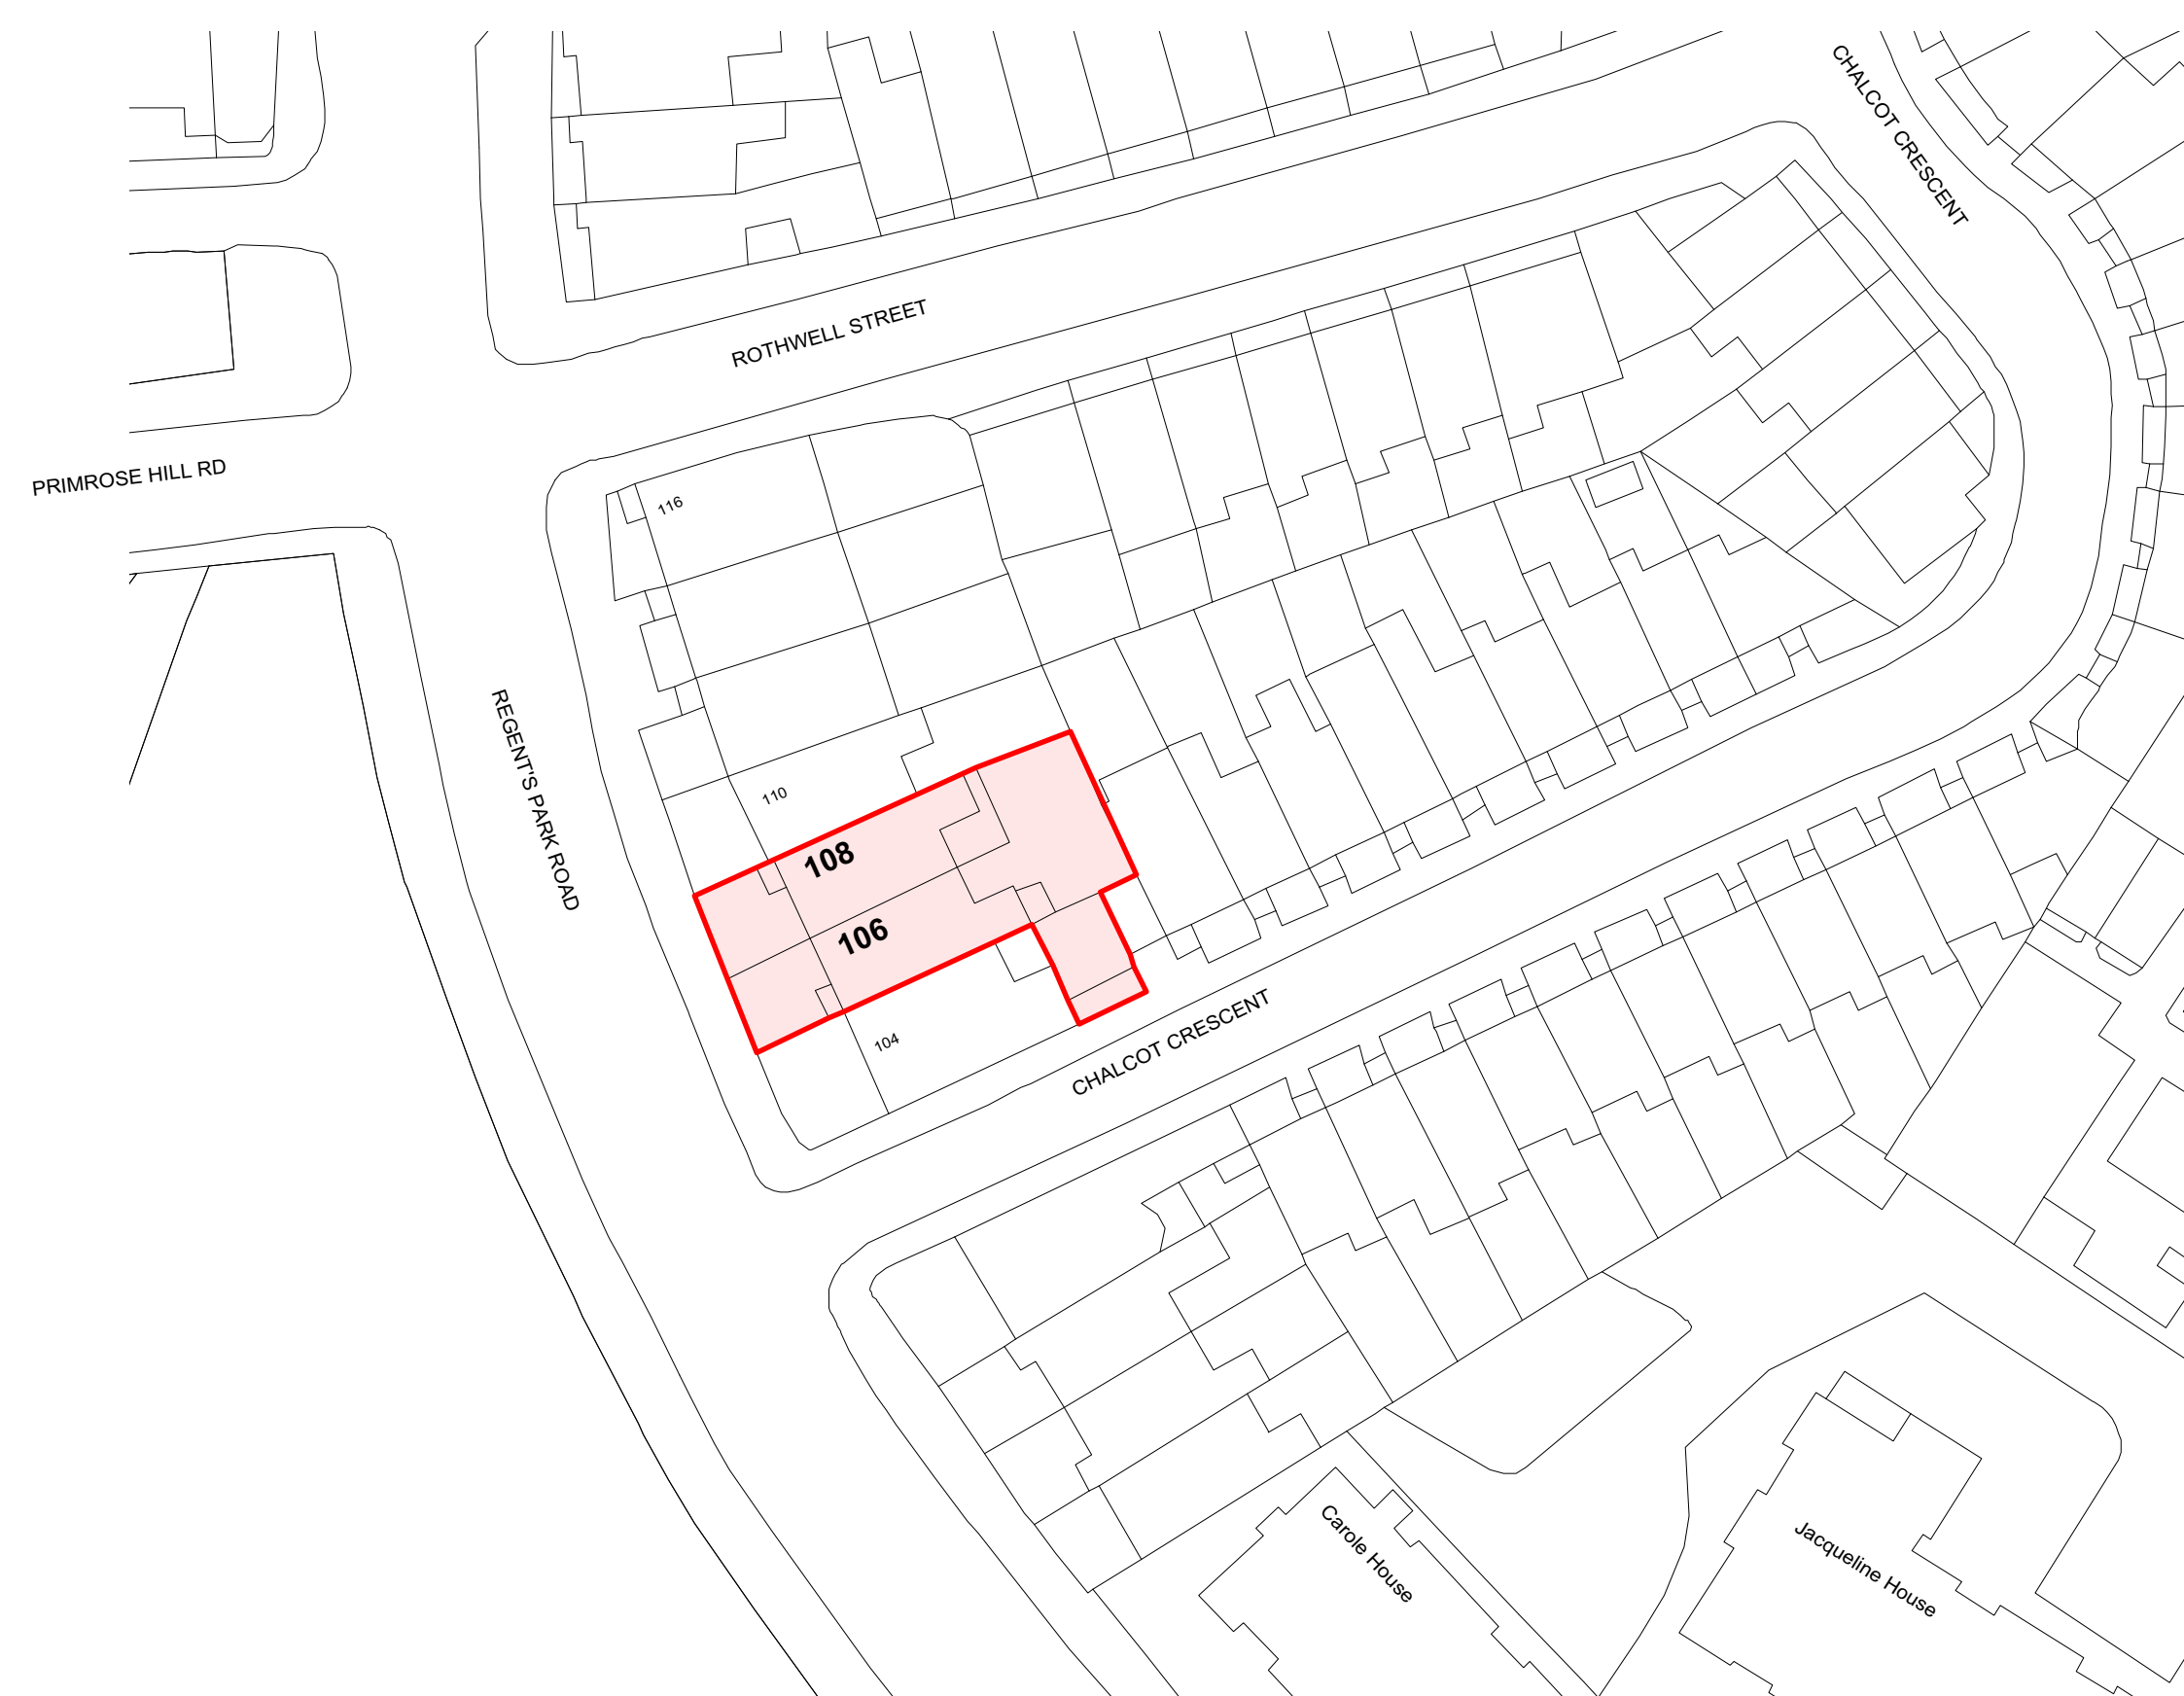 CHALCOT CRESCENT
ROTHWELL STREET
PRIMROSE HILL RD
116
REGENT'S PARK ROAD
110
108
106
104
CHALCOT CRESCENT
Carole House
Jacqueline House